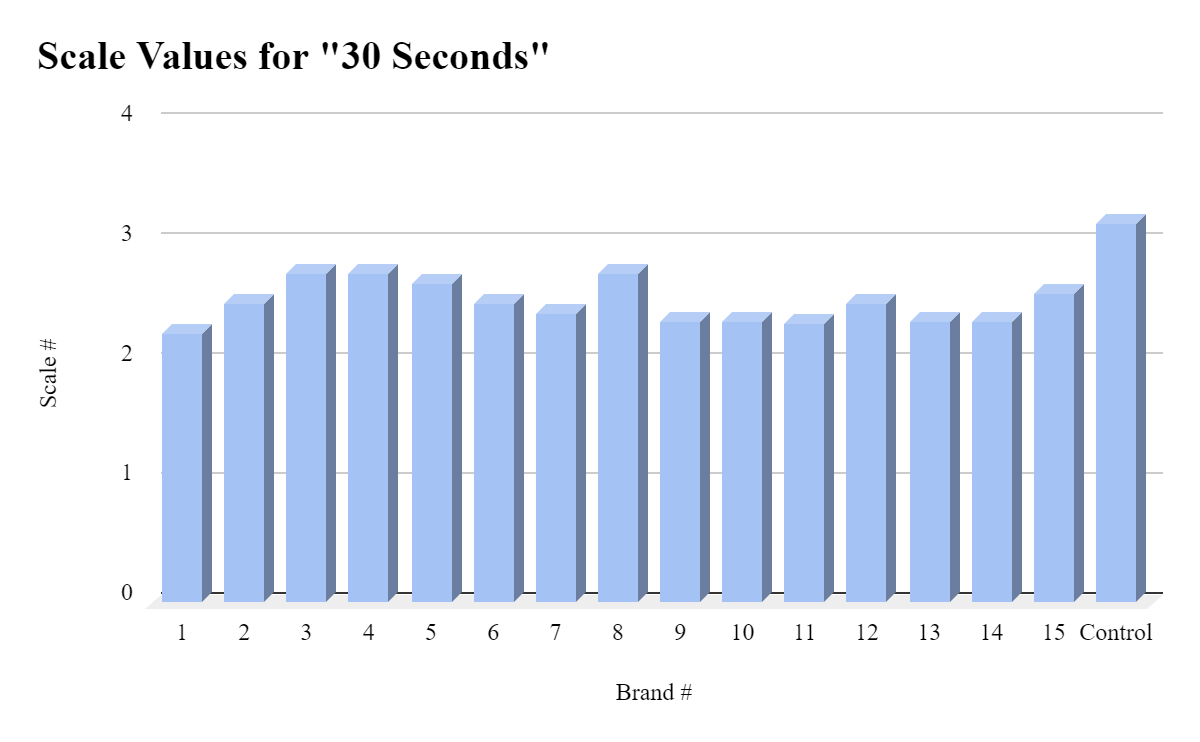 Scale Values for "30 Seconds"
4
3
2
1
0
Scale #
1 2 3 4 5 6 7 8 9 10 11 12 13 14 15 Control
Brand #